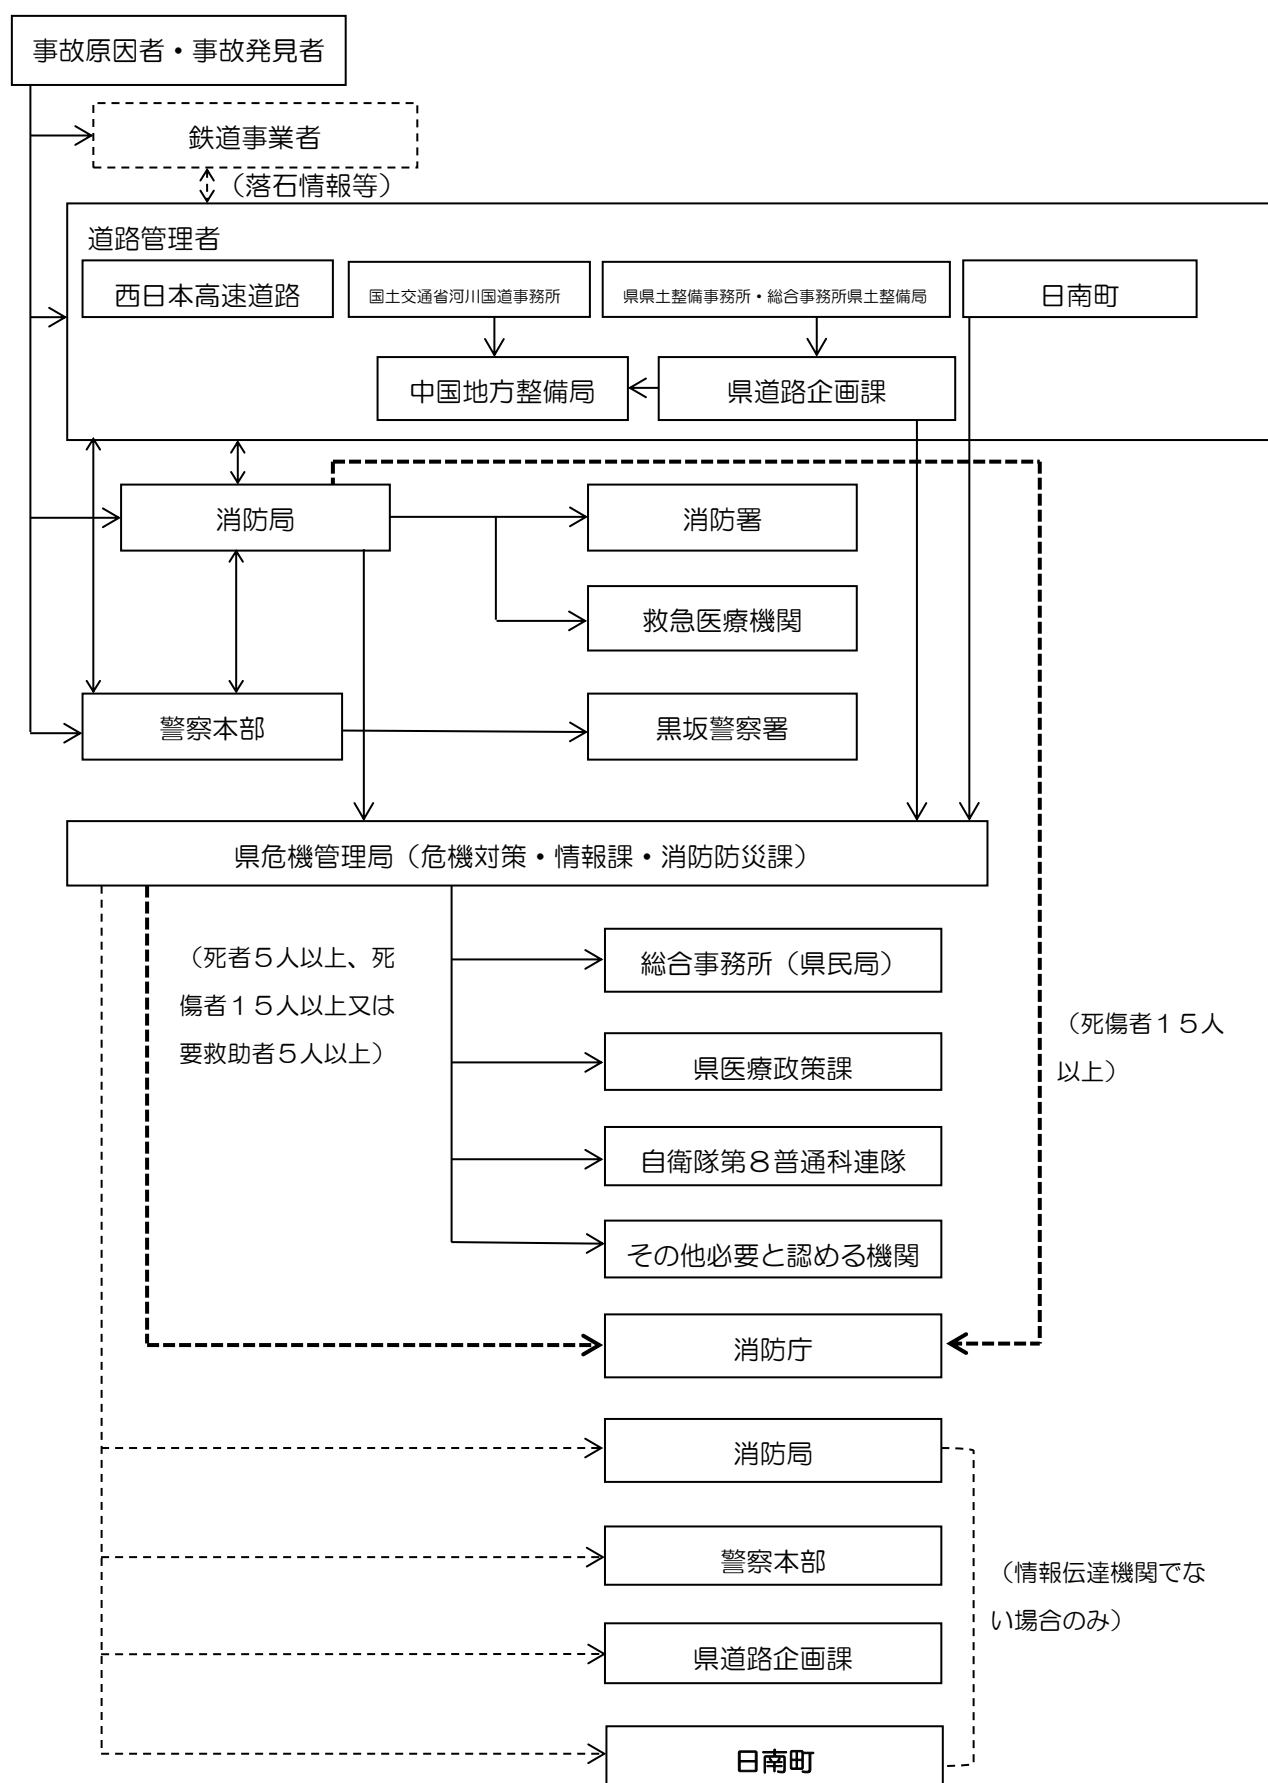 事故原因者・事故発見者
鉄道事業者
（落石情報等）
道路管理者
西日本高速道路
国土交通省河川国道事務所
県県土整備事務所・総合事務所県土整備局
日南町
中国地方整備局
県道路企画課
消防局
消防署
救急医療機関
警察本部
黒坂警察署
県危機管理局（危機対策・情報課・消防防災課）
（死者５人以上、死
傷者１５人以上又は
要救助者５人以上）
総合事務所（県民局）
県医療政策課
自衛隊第８普通科連隊
その他必要と認める機関
（死傷者１５人
以上）
消防庁
消防局
警察本部
県道路企画課
日南町
（情報伝達機関でな
い場合のみ）